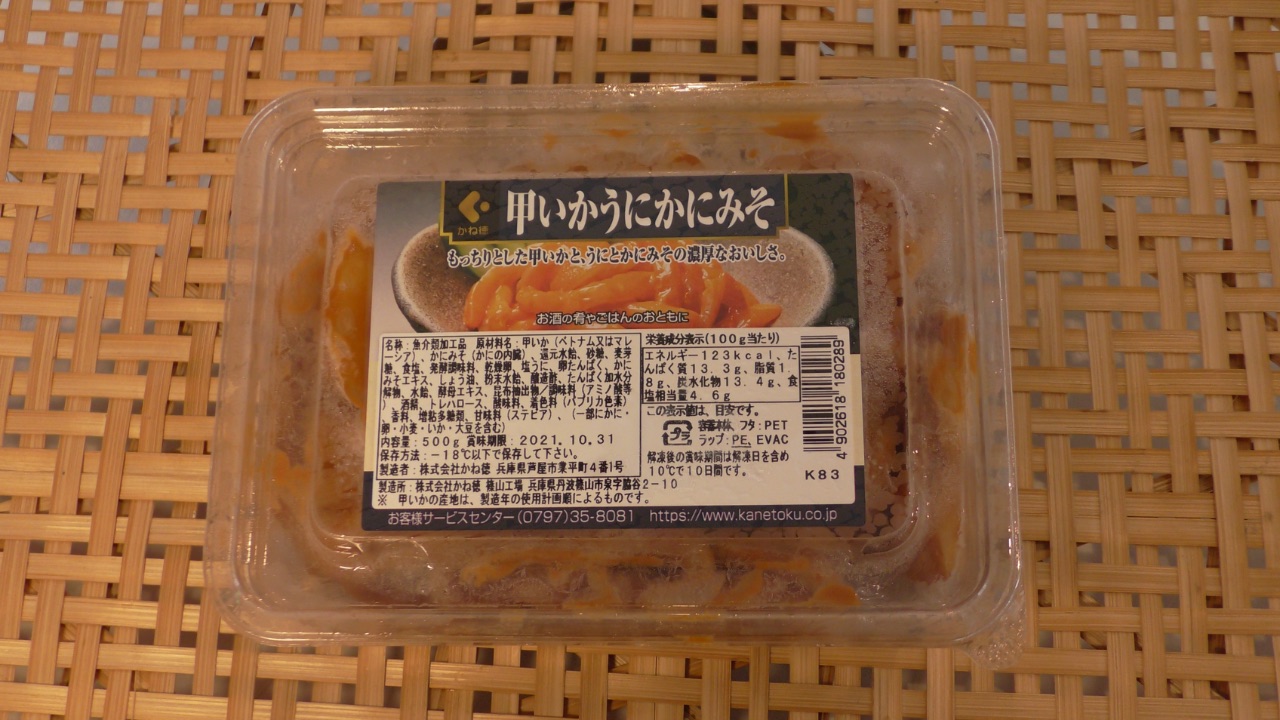 かね徳
甲いかうにかにみそ
もっちりとした甲いかと、うにとかにみその濃厚なおいしさ。
お酒の肴やごはんのおともに
名称：魚介類加工品 原材料名：甲いか（ベトナム又はマレ
ーシア）、かにみそ（かにの内臓）、還元水飴、砂糖、麦芽
糖、食塩、発酵調味料、乾燥卵、塩うに、卵たんぱく、かに
みそエキス、しょう油、粉末水飴、醸造酢、たんぱく加水分
解物、水飴、酵母エキス、昆布抽出物／調味料（アミノ酸等）
、酒精、トレハロース、酸味料、着色料（パプリカ色素）
、香料、増粘多糖類、甘味料（ステビア）、（一部にかに・
卵・小麦・いか・大豆を含む）
内容量：500g 賞味期限：2021.10.31
保存方法：－18℃以下で保存して下さい。
製造者：株式会社かね徳 兵庫県芦屋市業平町4番1号
製造所：株式会社かね徳 篠山工場 兵庫県丹波篠山市泉字脇谷2－10
※ 甲いかの産地は、製造年の使用計画順によるものです。
栄養成分表示(100g当たり)
エネルギー123kcal、た
んぱく質13.3g、脂質1.
8g、炭水化物13.4g、食
塩相当量4.6g
この表示値は、目安です。
プラ
容器本体、フタ：PET
ラップ：PE、EVAC
解凍後の賞味期間は解凍日を含め
10℃で10日間です。
4902618180289
K83
お客様サービスセンター(0797)35-8081 https://www.kanetoku.co.jp